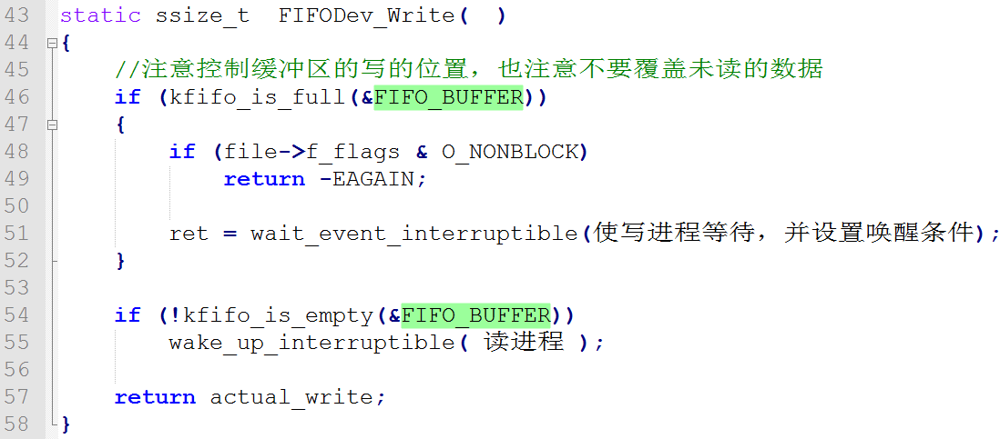 43 static ssize_t  FIFODev_Write(  )
44 {
45     //注意控制缓冲区的写的位置，也注意不要覆盖未读的数据
46     if (kfifo_is_full(&FIFO_BUFFER))
47     {
48         if (file->f_flags & O_NONBLOCK)
49             return -EAGAIN;
50
51         ret = wait_event_interruptible(使写进程等待，并设置唤醒条件);
52     }
53
54     if (!kfifo_is_empty(&FIFO_BUFFER))
55         wake_up_interruptible( 读进程 );
56
57     return actual_write;
58 }